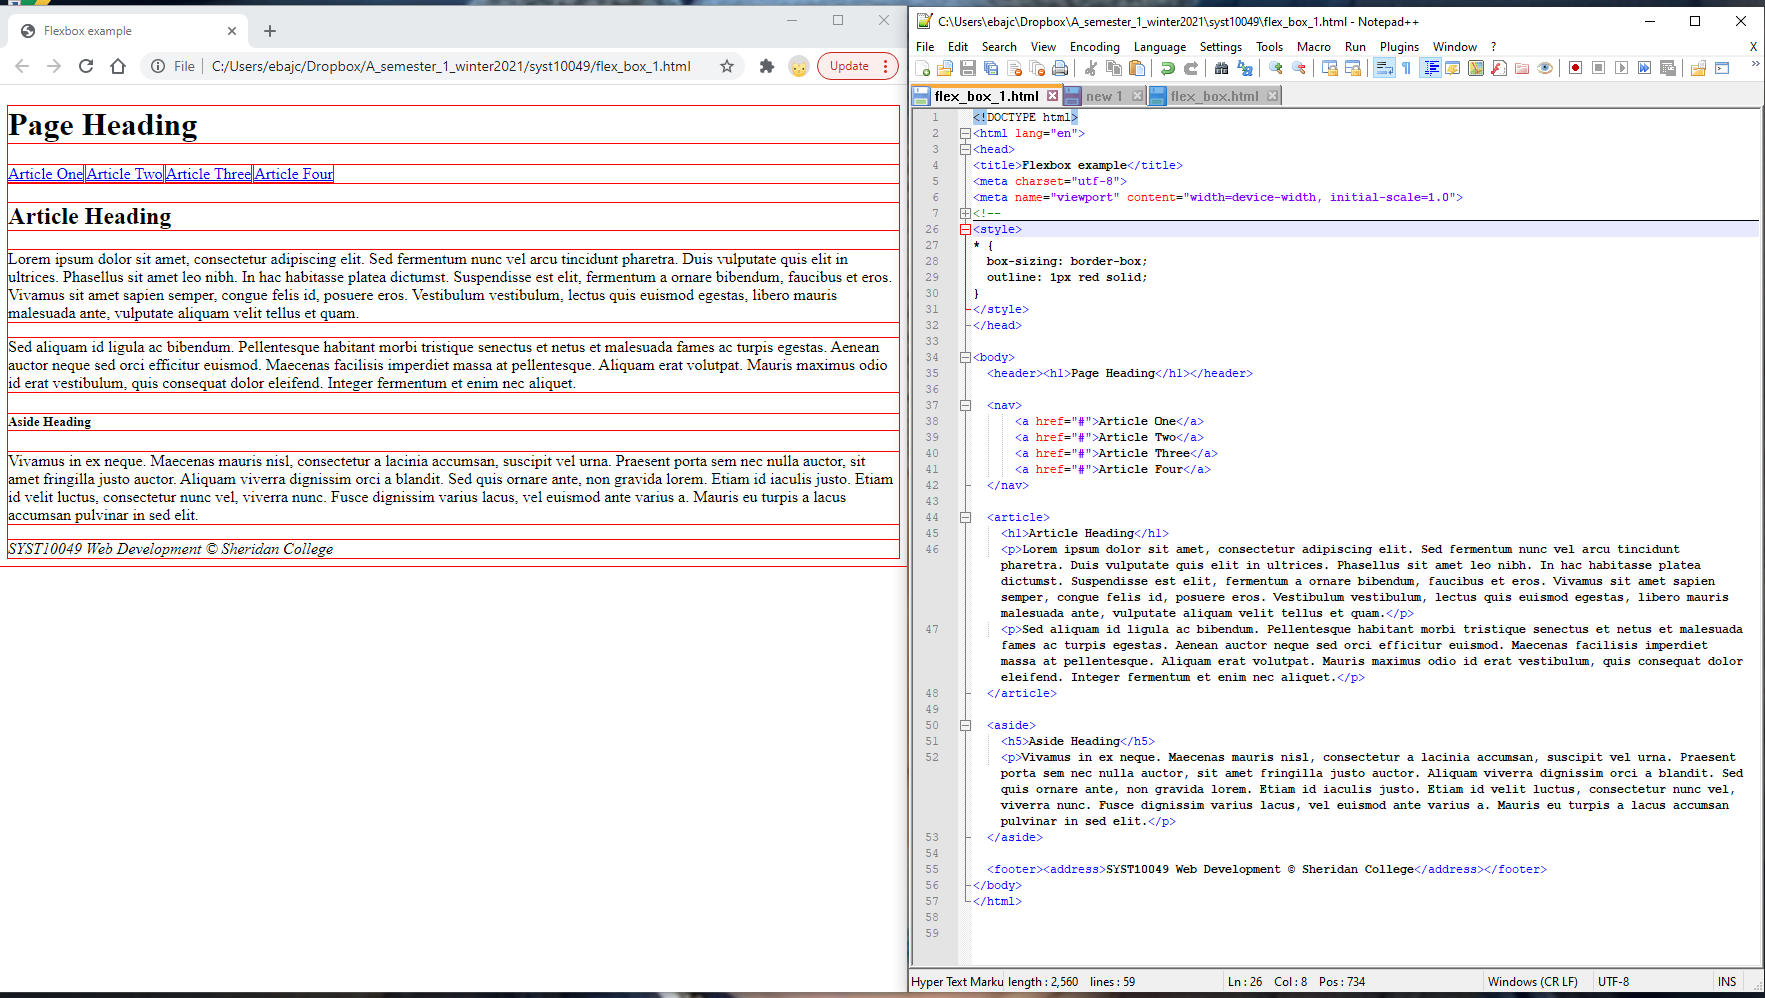 Flexbox example
File
C:/Users/ebajc/Dropbox/A_semester_1_winter2021/syst10049/flex_box_1.html
Update
Page Heading
Article One Article Two Article Three Article Four
Article Heading
Lorem ipsum dolor sit amet, consectetur adipiscing elit. Sed fermentum nunc vel arcu tincidunt pharetra. Duis vulputate quis elit in
ultrices. Phasellus sit amet leo nibh. In hac habitasse platea dictumst. Suspendisse est elit, fermentum a ornare bibendum, faucibus et eros.
Vivamus sit amet sapien semper, congue felis id, posuere eros. Vestibulum vestibulum, lectus quis euismod egestas, libero mauris
malesuada ante, vulputate aliquam velit tellus et quam.
Sed aliquam id ligula ac bibendum. Pellentesque habitant morbi tristique senectus et netus et malesuada fames ac turpis egestas. Aenean
auctor neque sed orci efficitur euismod. Maecenas facilisis imperdiet massa at pellentesque. Aliquam erat volutpat. Mauris maximus odio
id erat vestibulum, quis consequat dolor eleifend. Integer fermentum et enim nec aliquet.
Aside Heading
Vivamus in ex neque. Maecenas mauris nisl, consectetur a lacinia accumsan, suscipit vel urna. Praesent porta sem nec nulla auctor, sit
amet fringilla justo auctor. Aliquam viverra dignissim orci a blandit. Sed quis ornare ante, non gravida lorem. Etiam id iaculis justo. Etiam
id velit luctus, consectetur nunc vel, viverra nunc. Fusce dignissim varius lacus, vel euismod ante varius a. Mauris eu turpis a lacus
accumsan pulvinar in sed elit.
SYST10049 Web Development © Sheridan College
C:\Users\ebajc\Dropbox\A_semester_1_winter2021\syst10049\flex_box_1.html - Notepad++
File Edit Search View Encoding Language Settings Tools Macro Run Plugins Window ? X
flex_box_1.html new 1 flex_box.html
1 <!DOCTYPE html>
2 <html lang="en">
3 <head>
4 <title>Flexbox example</title>
5 <meta charset="utf-8">
6 <meta name="viewport" content="width=device-width, initial-scale=1.0">
7 <!--
26 <style>
27 * {
28 box-sizing: border-box;
29 outline: 1px red solid;
30 }
31 </style>
32 </head>
33
34 <body>
35 <header><h1>Page Heading</h1></header>
36
37 <nav>
38 <a href="#">Article One</a>
39 <a href="#">Article Two</a>
40 <a href="#">Article Three</a>
41 <a href="#">Article Four</a>
42 </nav>
43
44 <article>
45 <h1>Article Heading</h1>
46 <p>Lorem ipsum dolor sit amet, consectetur adipiscing elit. Sed fermentum nunc vel arcu tincidunt
pharetra. Duis vulputate quis elit in ultrices. Phasellus sit amet leo nibh. In hac habitasse platea
dictumst. Suspendisse est elit, fermentum a ornare bibendum, faucibus et eros. Vivamus sit amet sapien
semper, congue felis id, posuere eros. Vestibulum vestibulum, lectus quis euismod egestas, libero mauris
malesuada ante, vulputate aliquam velit tellus et quam.</p>
47 <p>Sed aliquam id ligula ac bibendum. Pellentesque habitant morbi tristique senectus et netus et malesuada
fames ac turpis egestas. Aenean auctor neque sed orci efficitur euismod. Maecenas facilisis imperdiet
massa at pellentesque. Aliquam erat volutpat. Mauris maximus odio id erat vestibulum, quis consequat dolor
eleifend. Integer fermentum et enim nec aliquet.</p>
48 </article>
49
50 <aside>
51 <h5>Aside Heading</h5>
52 <p>Vivamus in ex neque. Maecenas mauris nisl, consectetur a lacinia accumsan, suscipit vel urna. Praesent
porta sem nec nulla auctor, sit amet fringilla justo auctor. Aliquam viverra dignissim orci a blandit. Sed
quis ornare ante, non gravida lorem. Etiam id iaculis justo. Etiam id velit luctus, consectetur nunc vel,
viverra nunc. Fusce dignissim varius lacus, vel euismod ante varius a. Mauris eu turpis a lacus accumsan
pulvinar in sed elit.</p>
53 </aside>
54
55 <footer><address>SYST10049 Web Development © Sheridan College</address></footer>
56 </body>
57 </html>
58
59
Hyper Text Marku length : 2,560 lines : 59 Ln : 26 Col : 8 Pos : 734 Windows (CR LF) UTF-8 INS